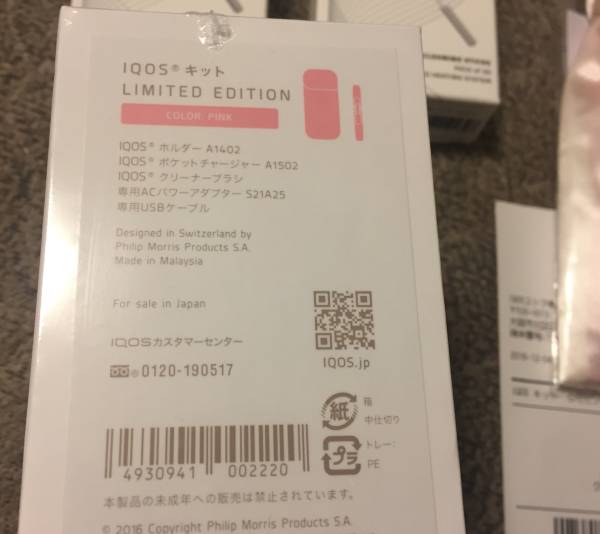 IQOS® キット
LIMITED EDITION
COLOR: PINK
IQOS® ホルダー A1402
IQOS® ポケットチャージャー A1502
IQOS® クリーナーブラシ
専用ACパワーアダプター S21A25
専用USBケーブル
Designed in Switzerland by
Philip Morris Products S.A.
Made in Malaysia
For sale in Japan
IQOSカスタマーセンター
® 0120-190517
IQOS.jp
紙
箱
中仕切り
プラ
トレー:
PE
4930941 002220
本製品の未成年への販売は禁止されています。
© 2016 Copyright Philip Morris Products S.A.
CLEANING STICKS